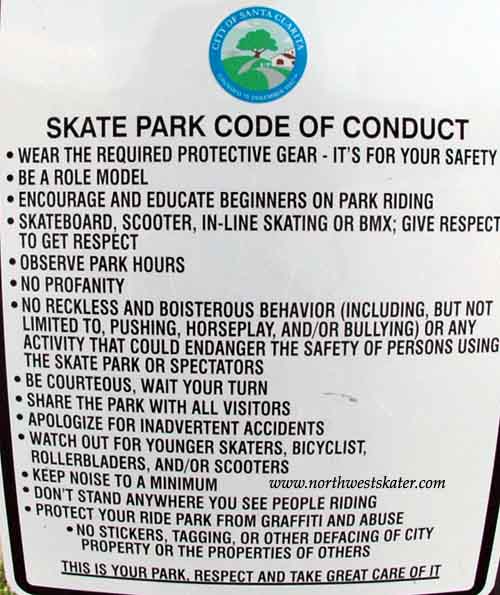 CITY OF SANTA CLARITA
SKATE PARK CODE OF CONDUCT
• WEAR THE REQUIRED PROTECTIVE GEAR - IT'S FOR YOUR SAFETY
• BE A ROLE MODEL
• ENCOURAGE AND EDUCATE BEGINNERS ON PARK RIDING
• SKATEBOARD, SCOOTER, IN-LINE SKATING OR BMX; GIVE RESPECT
TO GET RESPECT
• OBSERVE PARK HOURS
• NO PROFANITY
• NO RECKLESS AND BOISTEROUS BEHAVIOR (INCLUDING, BUT NOT
LIMITED TO, PUSHING, HORSEPLAY, AND/OR BULLYING) OR ANY
ACTIVITY THAT COULD ENDANGER THE SAFETY OF PERSONS USING
THE SKATE PARK OR SPECTATORS
• BE COURTEOUS, WAIT YOUR TURN
• SHARE THE PARK WITH ALL VISITORS
• APOLOGIZE FOR INADVERTENT ACCIDENTS
• WATCH OUT FOR YOUNGER SKATERS, BICYCLIST,
ROLLERBLADERS, AND/OR SCOOTERS
• KEEP NOISE TO A MINIMUM
www.northwestskater.com
• DON'T STAND ANYWHERE YOU SEE PEOPLE RIDING
• PROTECT YOUR RIDE PARK FROM GRAFFITI AND ABUSE
• NO STICKERS, TAGGING, OR OTHER DEFACING OF CITY
PROPERTY OR THE PROPERTIES OF OTHERS
THIS IS YOUR PARK, RESPECT AND TAKE GREAT CARE OF IT